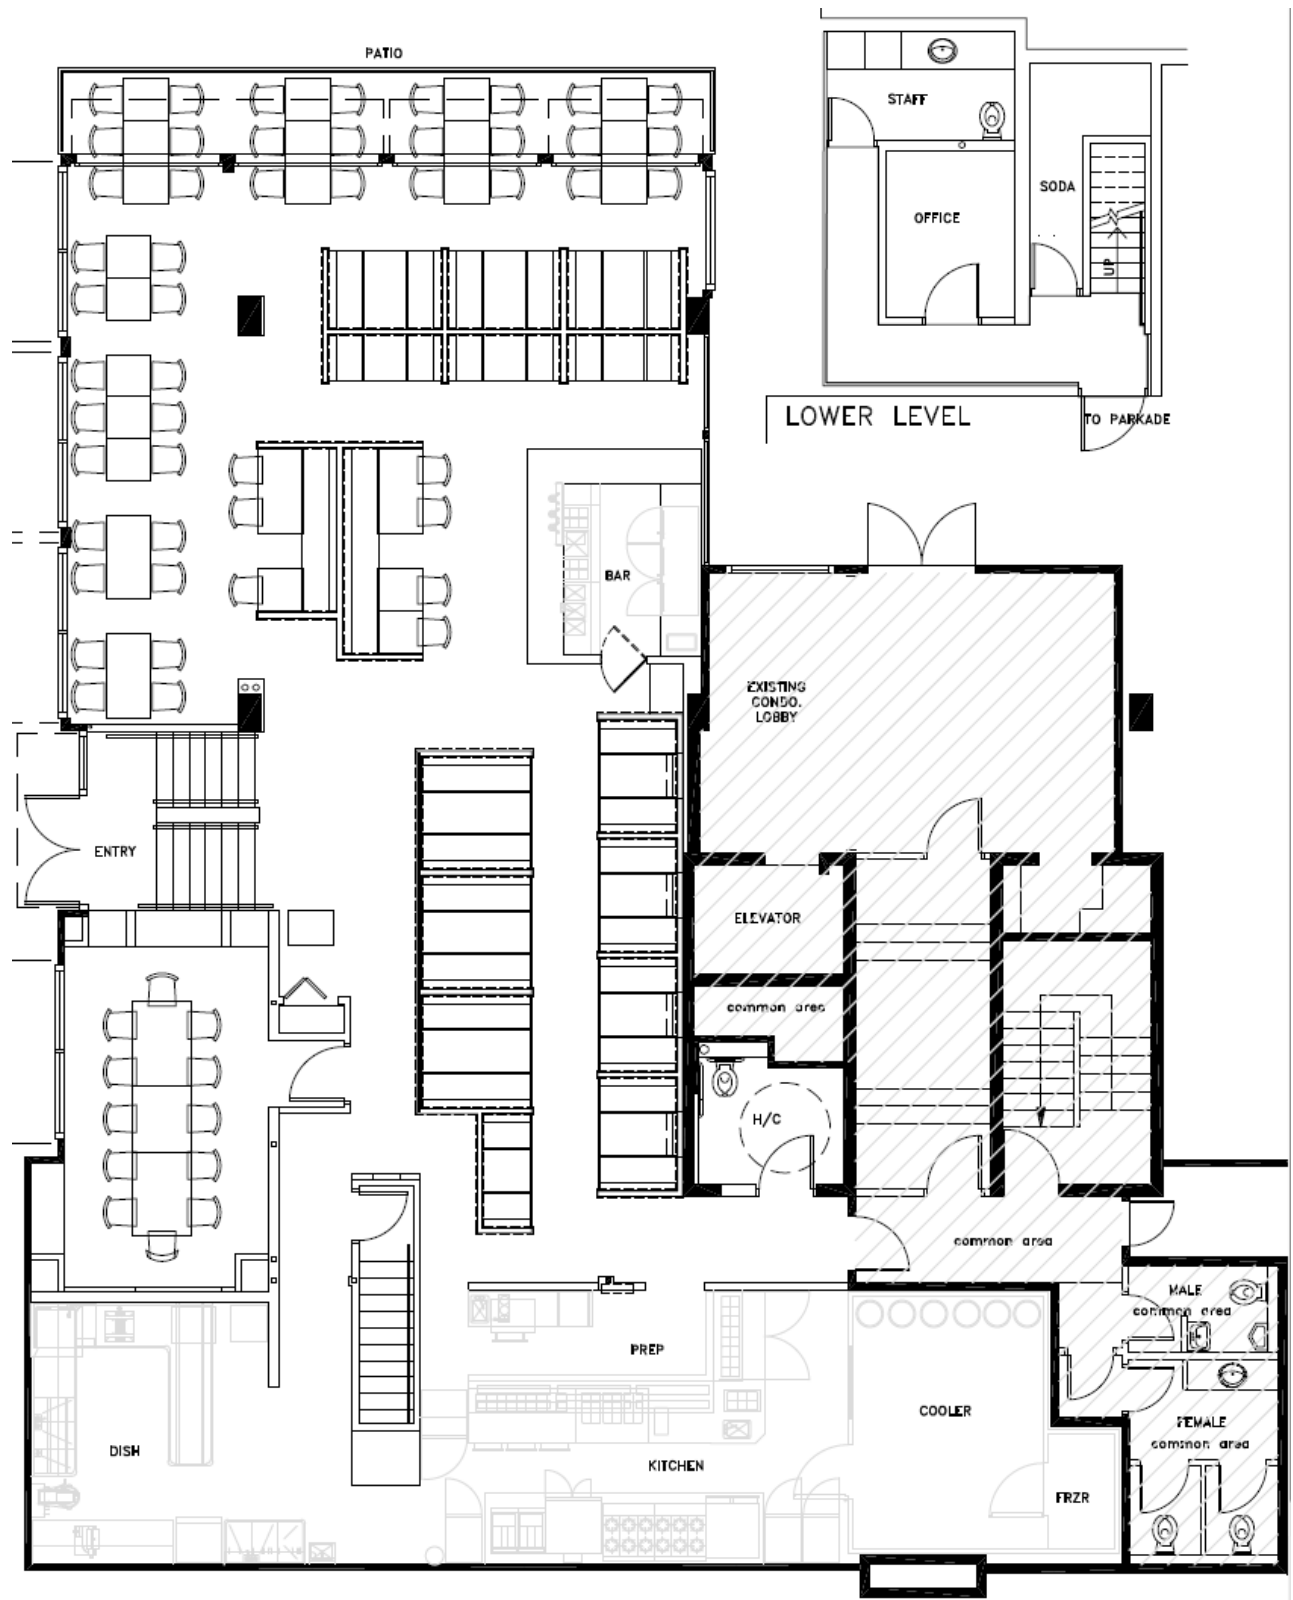 PATIO
STAFF
OFFICE
SODA
UP
LOWER LEVEL
TO PARKADE
BAR
EXISTING
CONDO.
LOBBY
ENTRY
ELEVATOR
common area
H/C
common area
MALE
common area
PREP
COOLER
FEMALE
common area
DISH
KITCHEN
FRZR